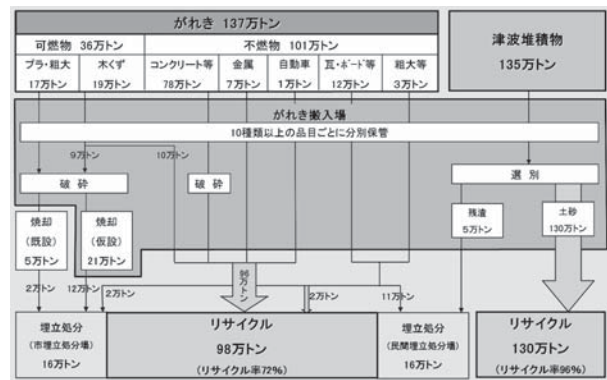 がれき 137万トン
可燃物 36万トン
不燃物 101万トン
プラ・粗大
17万トン
木くず
19万トン
コンクリート等
78万トン
金属
7万トン
自動車
1万トン
瓦・ボード等
12万トン
粗大等
3万トン
津波堆積物
135万トン
がれき搬入場
10種類以上の品目ごとに分別保管
9万トン
10万トン
破 砕
破 砕
選 別
焼却
(既設)
5万トン
焼却
(仮設)
21万トン
残渣
5万トン
土砂
130万トン
96万トン
2万トン
12万トン
2万トン
2万トン
11万トン
埋立処分
(市埋立処分場)
16万トン
リサイクル
98万トン
(リサイクル率72%)
埋立処分
(民間埋立処分場)
16万トン
リサイクル
130万トン
(リサイクル率96%)